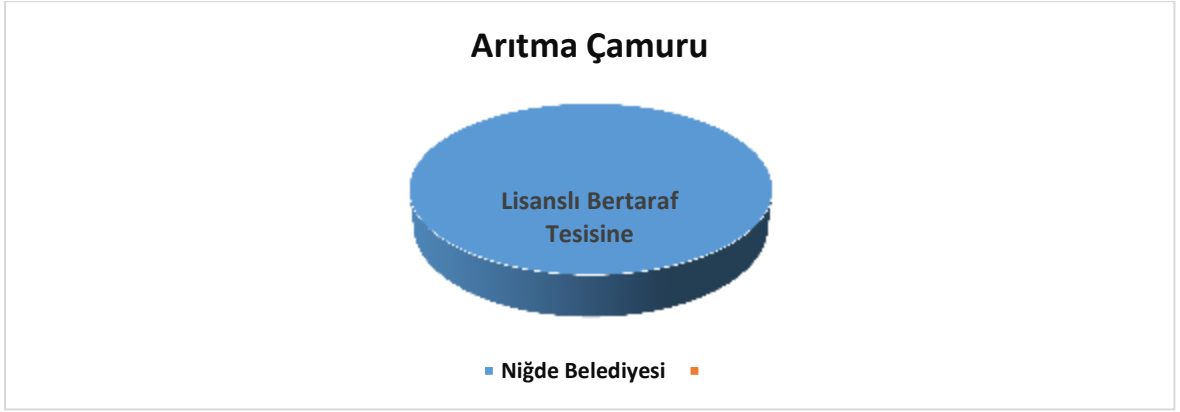 Arıtma Çamuru
Lisanslı Bertaraf
Tesisine
Niğde Belediyesi